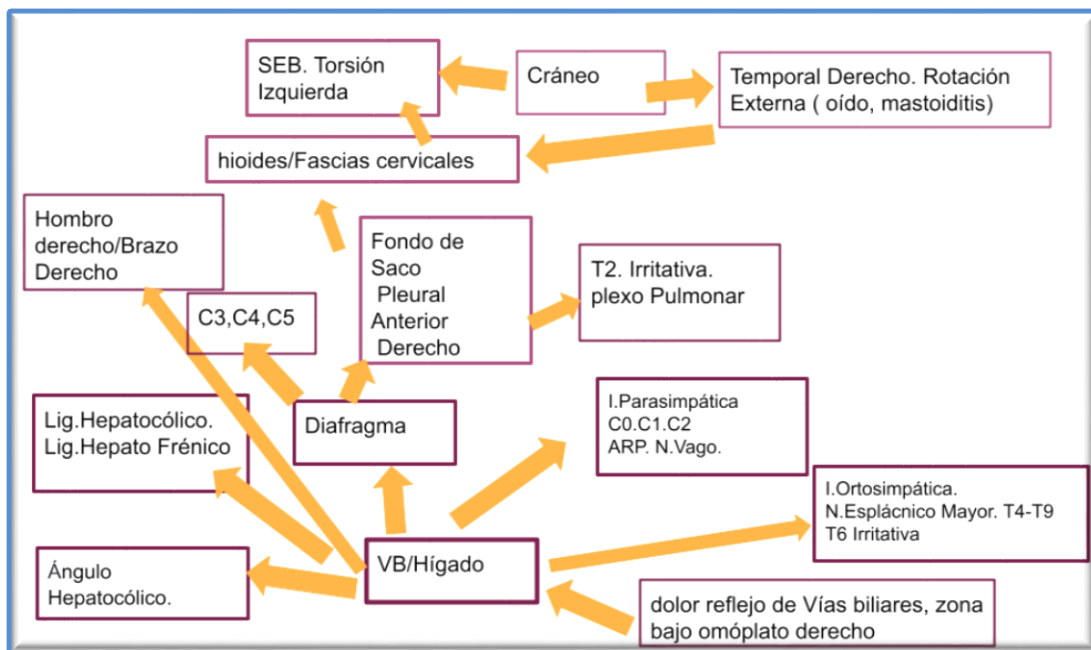 SEB. Torsión
Izquierda
Cráneo
Temporal Derecho. Rotación
Externa ( oído, mastoiditis)
hioides/Fascias cervicales
Hombro
derecho/Brazo
Derecho
Fondo de
Saco
Pleural
Anterior
Derecho
T2. Irritativa.
plexo Pulmonar
C3,C4,C5
Lig.Hepatocólico.
Lig.Hepato Frénico
Diafragma
I.Parasimpática
C0.C1.C2
ARP. N.Vago.
I.Ortosimpática.
N.Esplácnico Mayor. T4-T9
T6 Irritativa
Ángulo
Hepatocólico.
VB/Hígado
dolor reflejo de Vías biliares, zona
bajo omóplato derecho